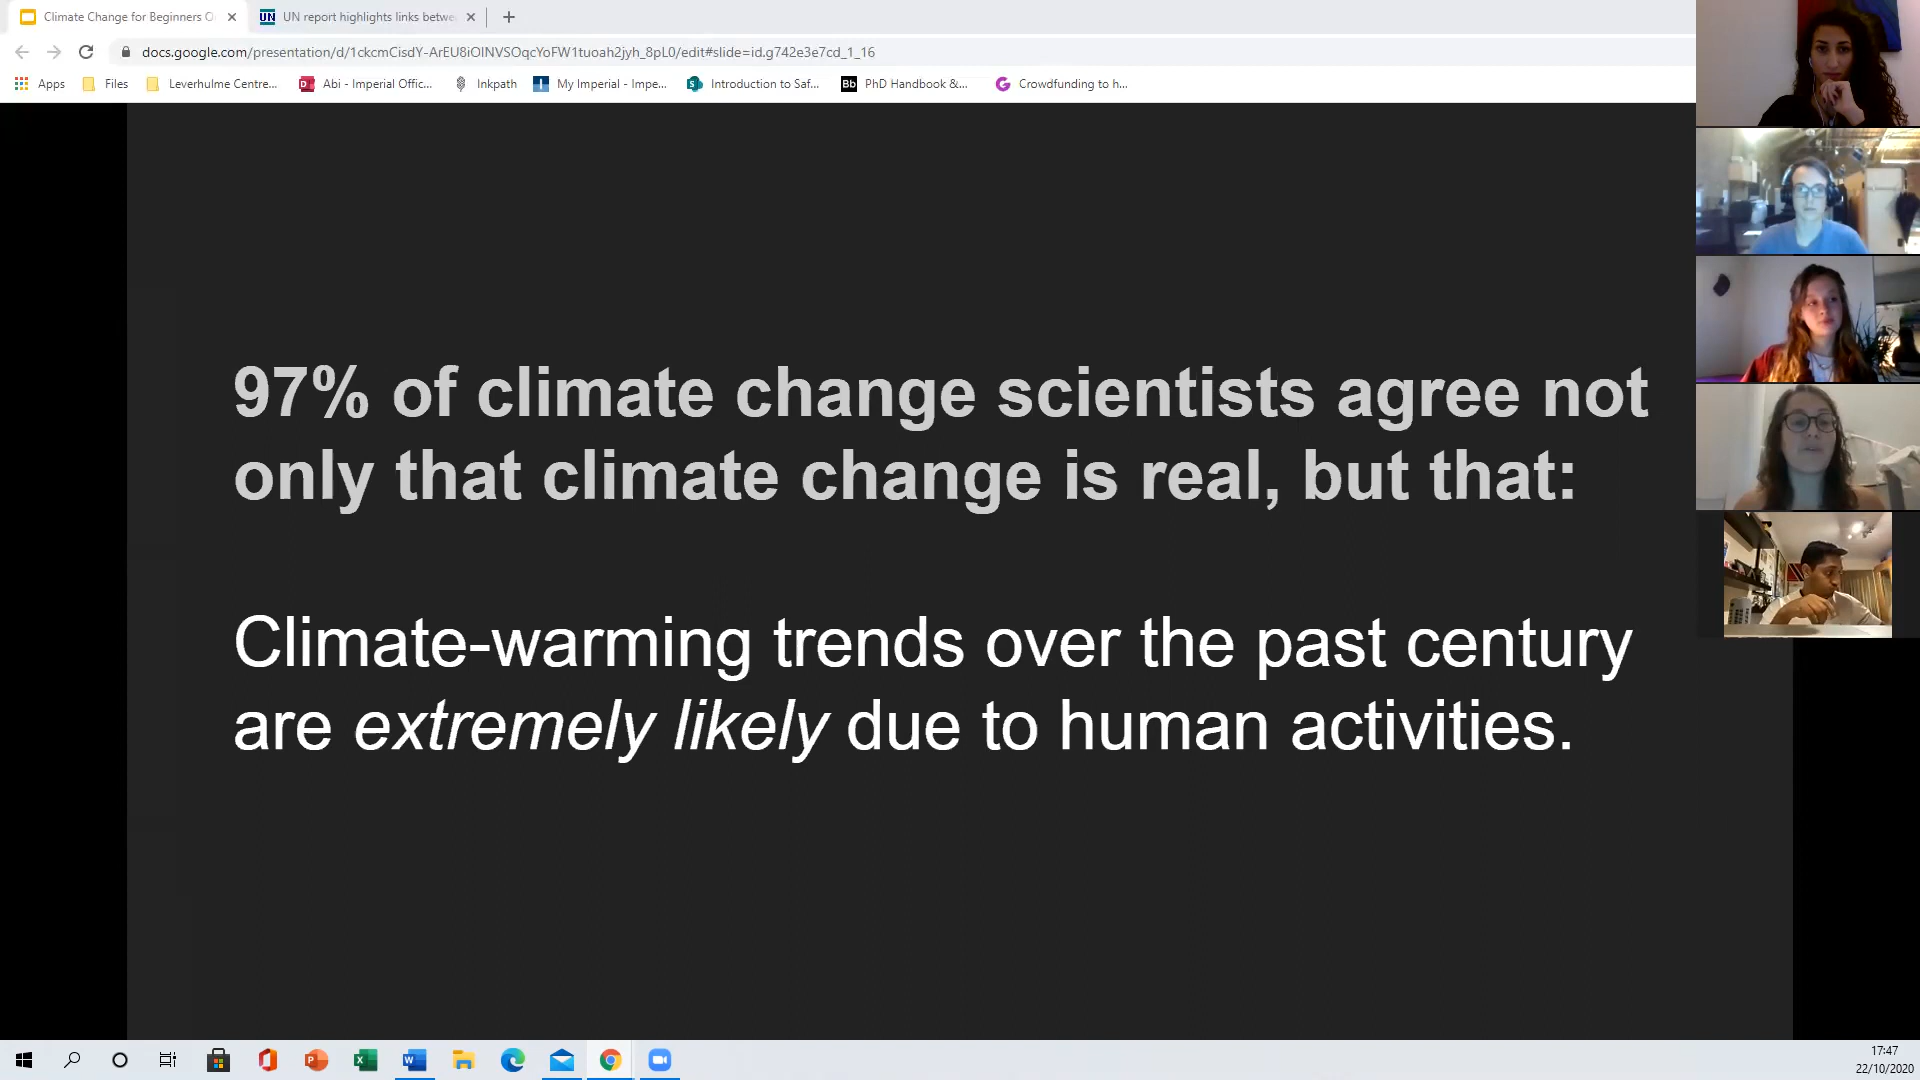 Climate Change for Beginners O
UN UN report highlights links betwe
docs.google.com/presentation/d/1ckcmCisdY-ArEU8iOINVSOqcYoFW1tuoah2jyh_8pL0/edit#slide=id.g742e3e7cd_1_16
Apps Files Leverhulme Centre... Abi - Imperial Offic... Inkpath My Imperial - Impe... Introduction to Saf... Bb PhD Handbook &... Crowdfunding to h...
97% of climate change scientists agree not
only that climate change is real, but that:
Climate-warming trends over the past century
are extremely likely due to human activities.
17:47
22/10/2020